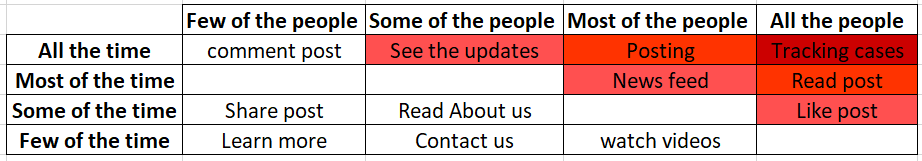 Few of the people Some of the people Most of the people All the people
All the time comment post See the updates Posting Tracking cases
Most of the time News feed Read post
Some of the time Share post Read About us Like post
Few of the time Learn more Contact us watch videos